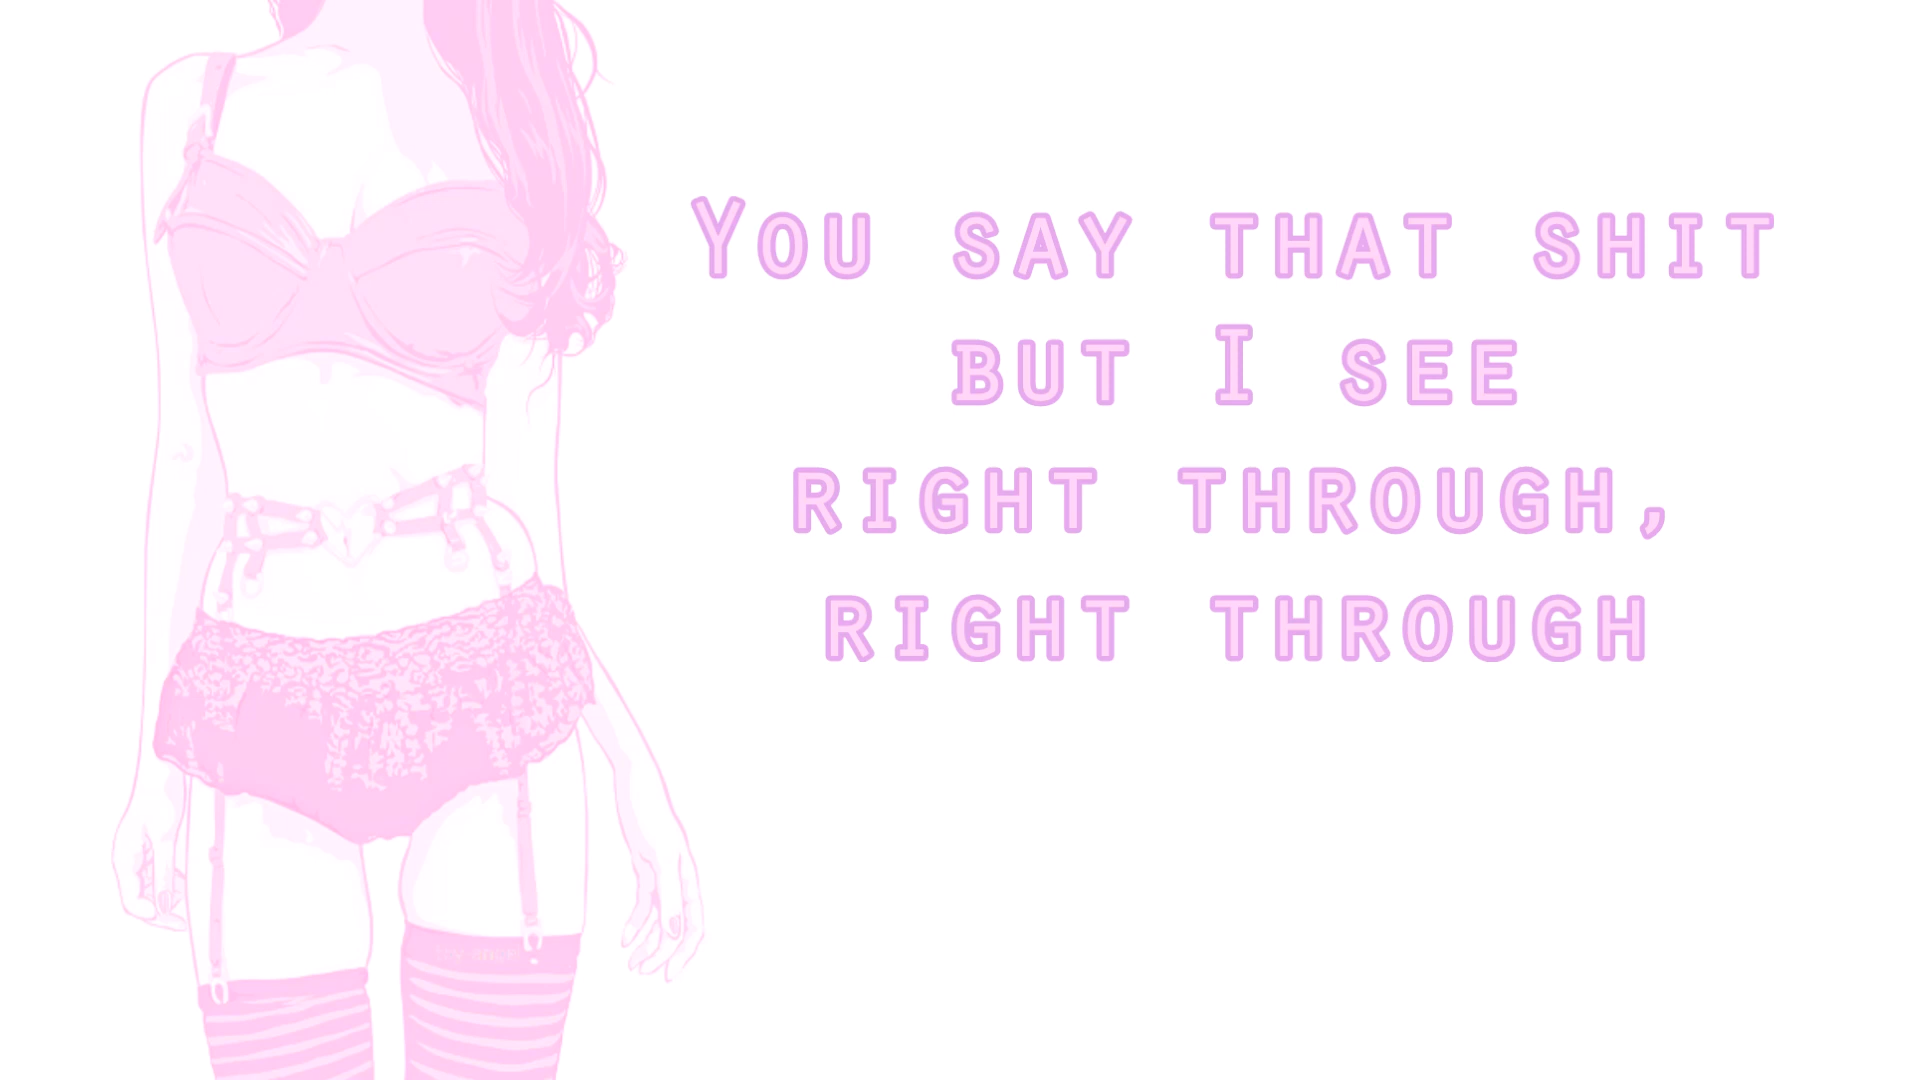 You say that shit
but I see
right through,
right through